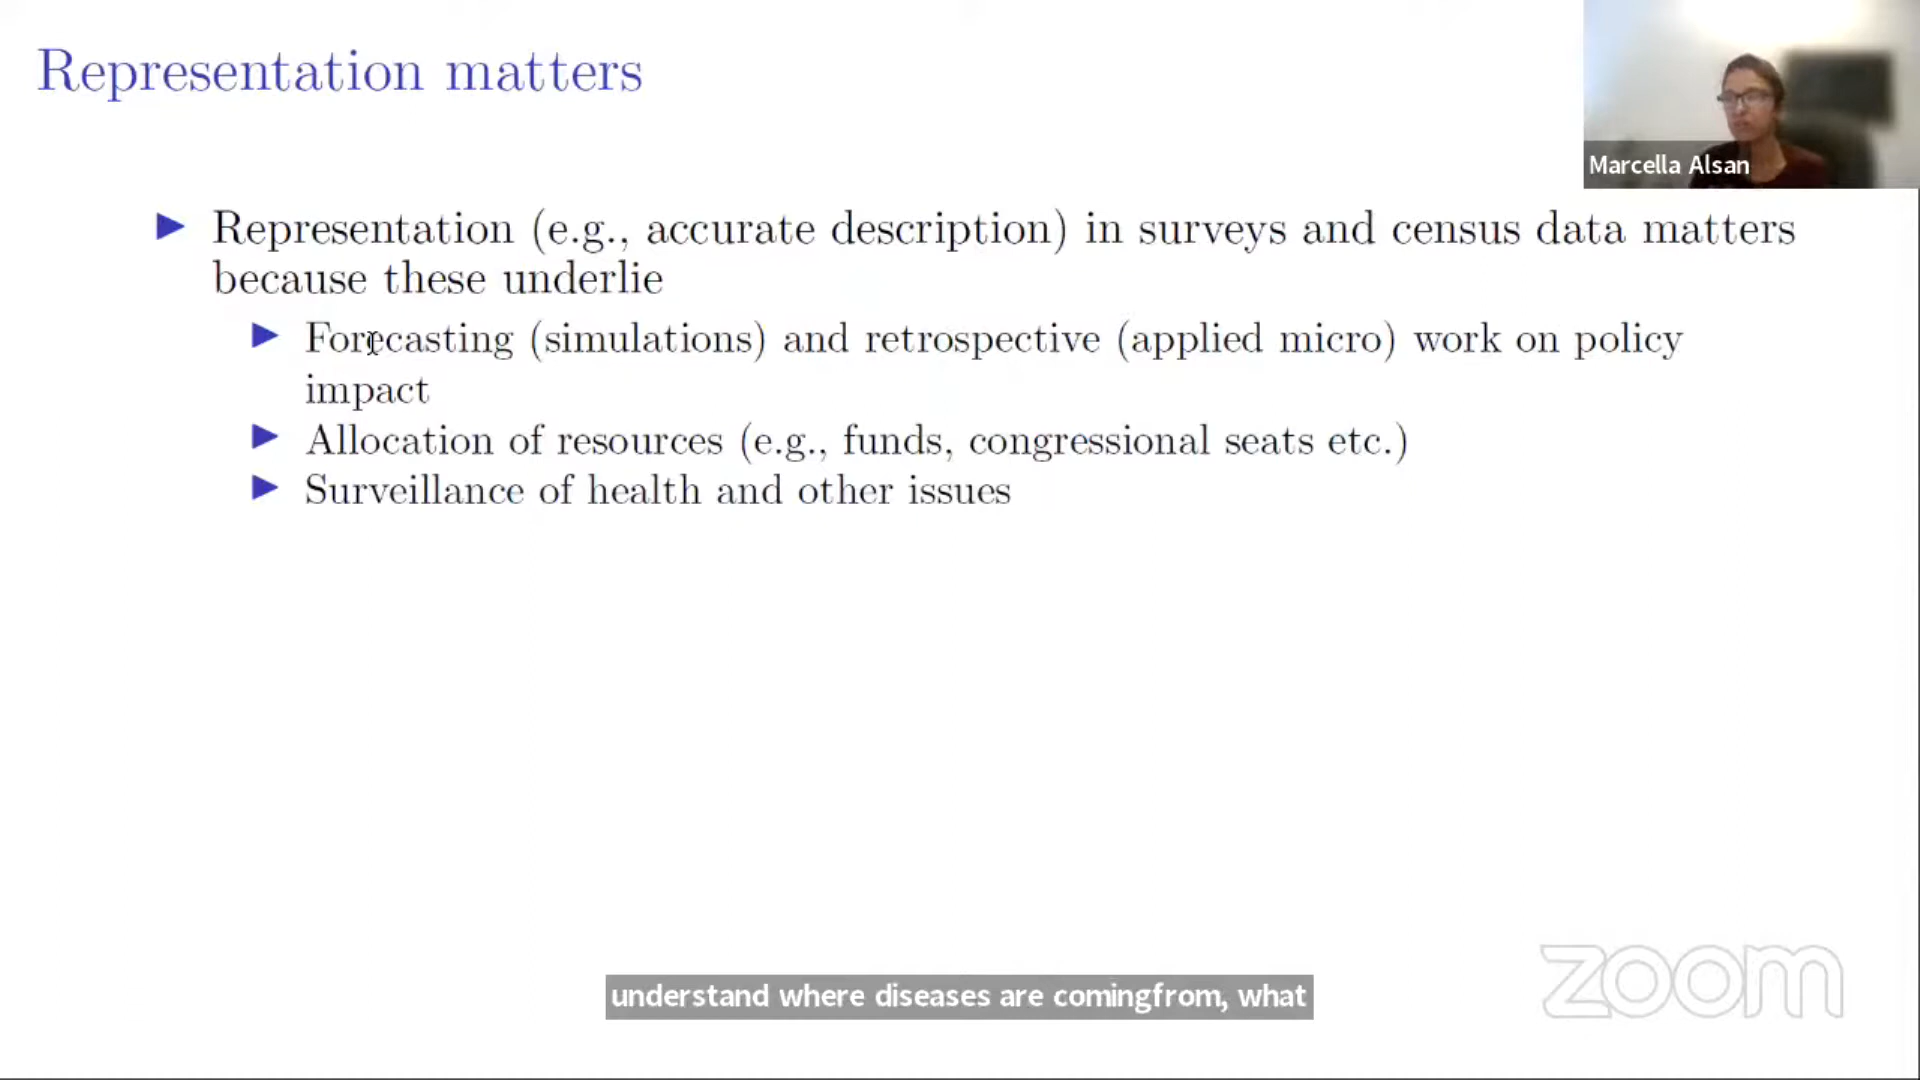 Representation matters
Marcella Alsan
Representation (e.g., accurate description) in surveys and census data matters
because these underlie
Forecasting (simulations) and retrospective (applied micro) work on policy
impact
Allocation of resources (e.g., funds, congressional seats etc.)
Surveillance of health and other issues
understand where diseases are comingfrom, what
zoom